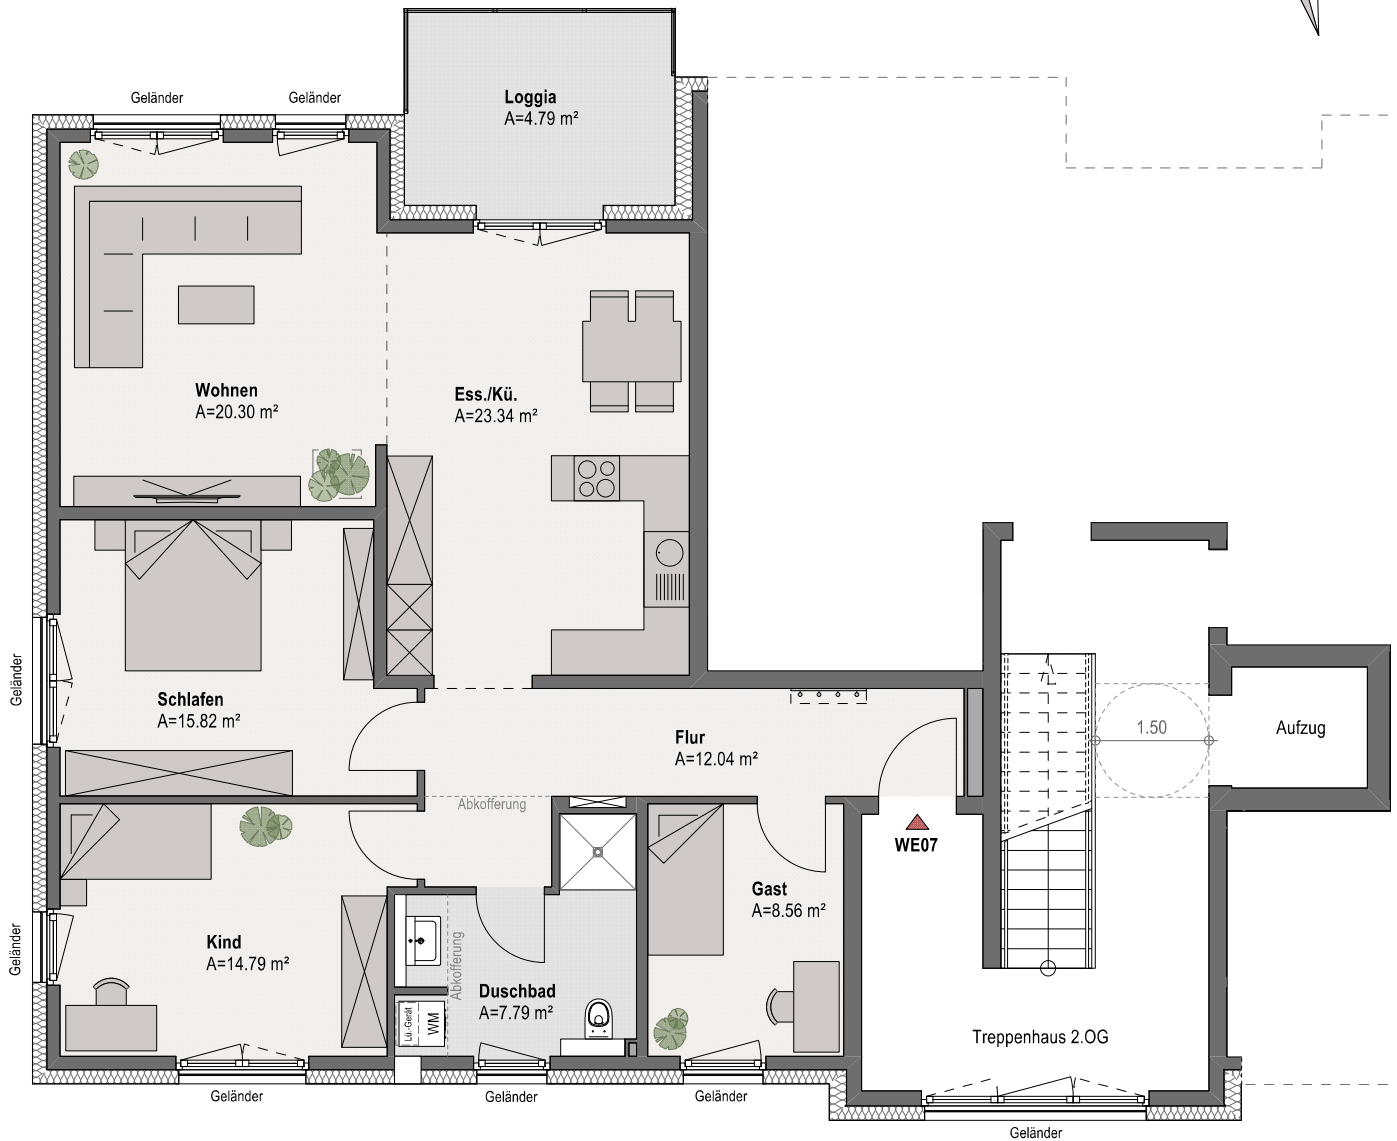 Geländer
Geländer
Loggia
A=4.79 m²
Wohnen
A=20.30 m²
Ess./Kü.
A=23.34 m²
Geländer
Schlafen
A=15.82 m²
Flur
A=12.04 m²
1.50
Aufzug
Abkofferung
WE07
Geländer
Kind
A=14.79 m²
Abkofferung
Duschbad
A=7.79 m²
Gast
A=8.56 m²
Lü.-Gerät
WM
Treppenhaus 2.OG
Geländer
Geländer
Geländer
Geländer